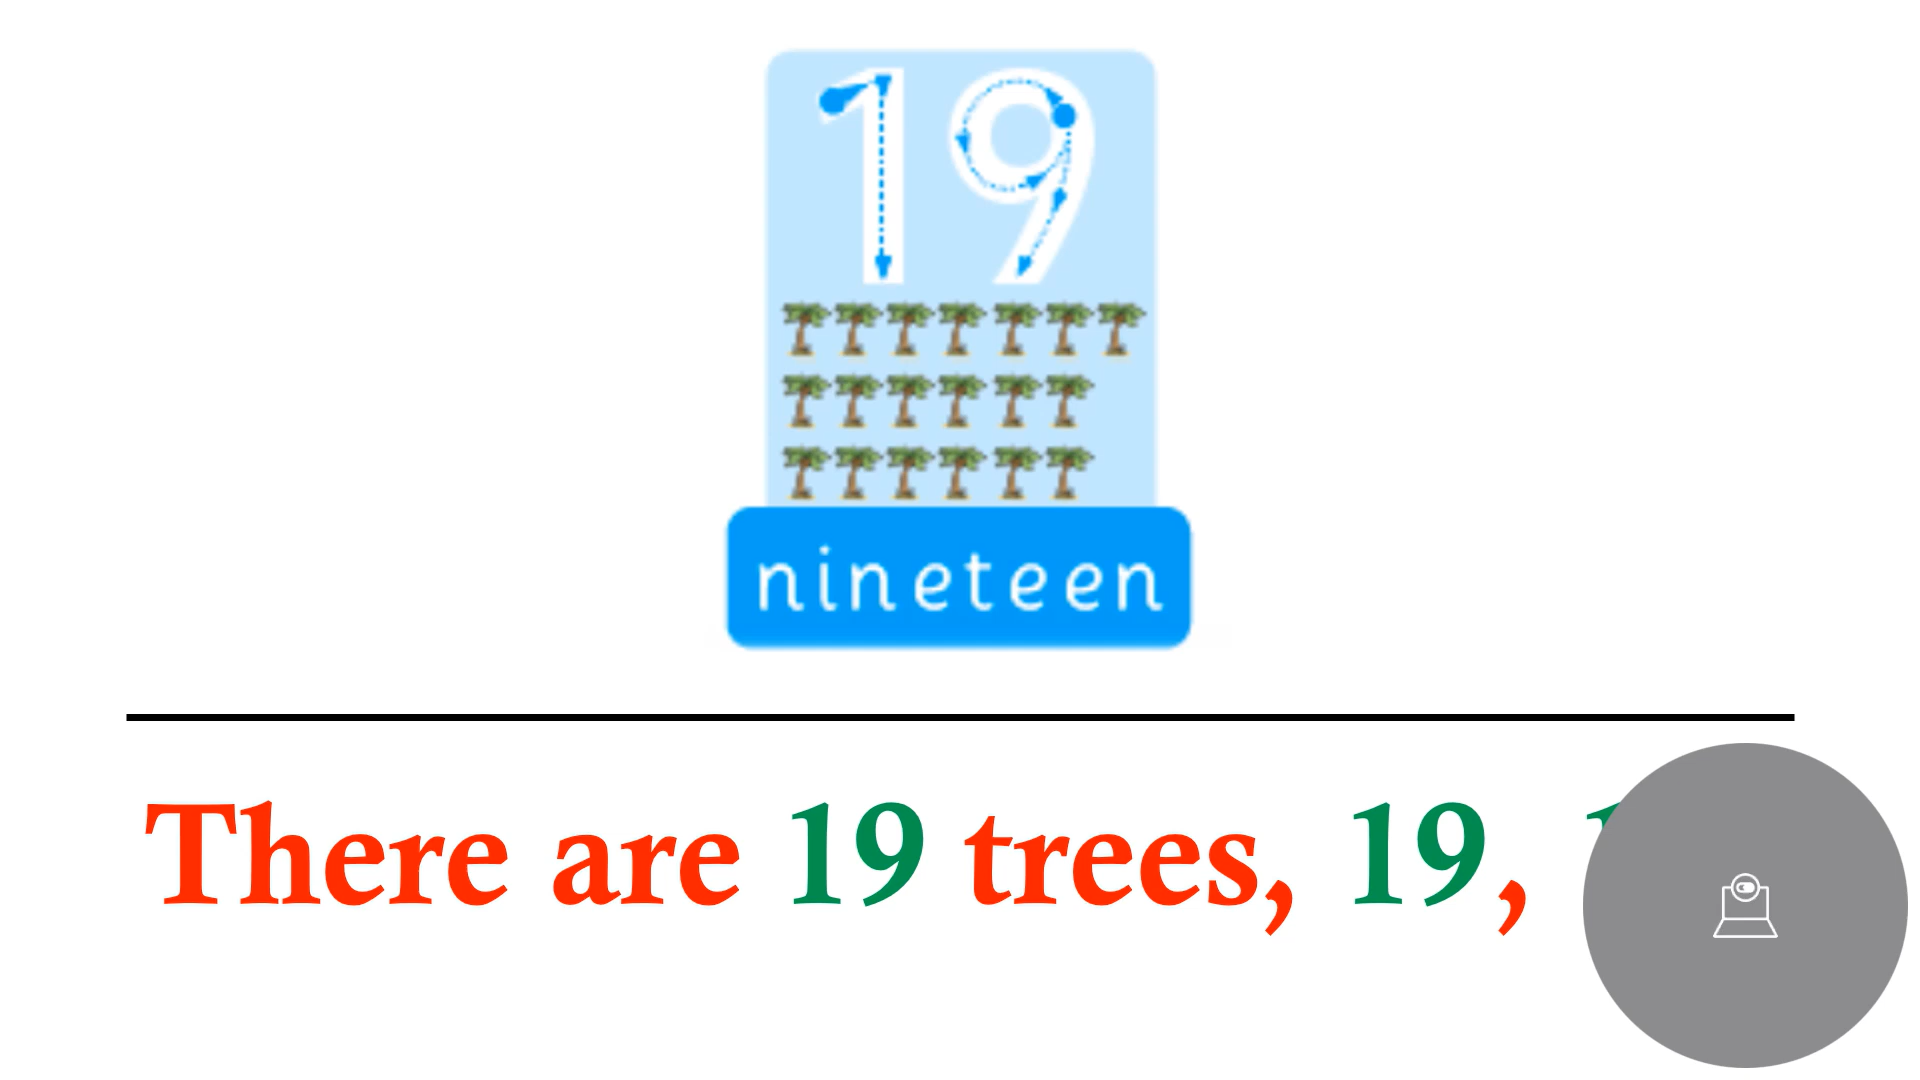 19
nineteen
There are 19 trees, 19,